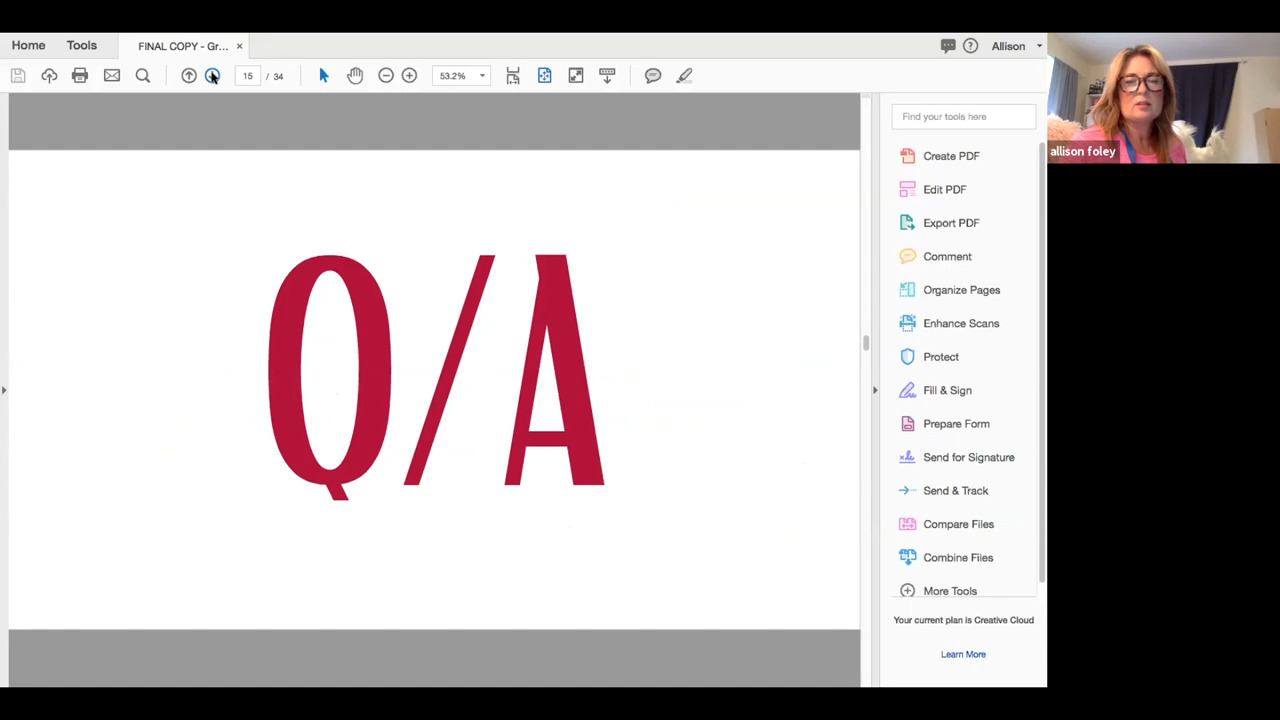 Home Tools FINAL COPY - Gr... × Allison
15 / 34 53.2%
Find your tools here
allison foley
Create PDF
Edit PDF
Export PDF
Comment
Organize Pages
Enhance Scans
Protect
Fill & Sign
Prepare Form
Send for Signature
Send & Track
Compare Files
Combine Files
More Tools
Your current plan is Creative Cloud
Learn More
Q/A